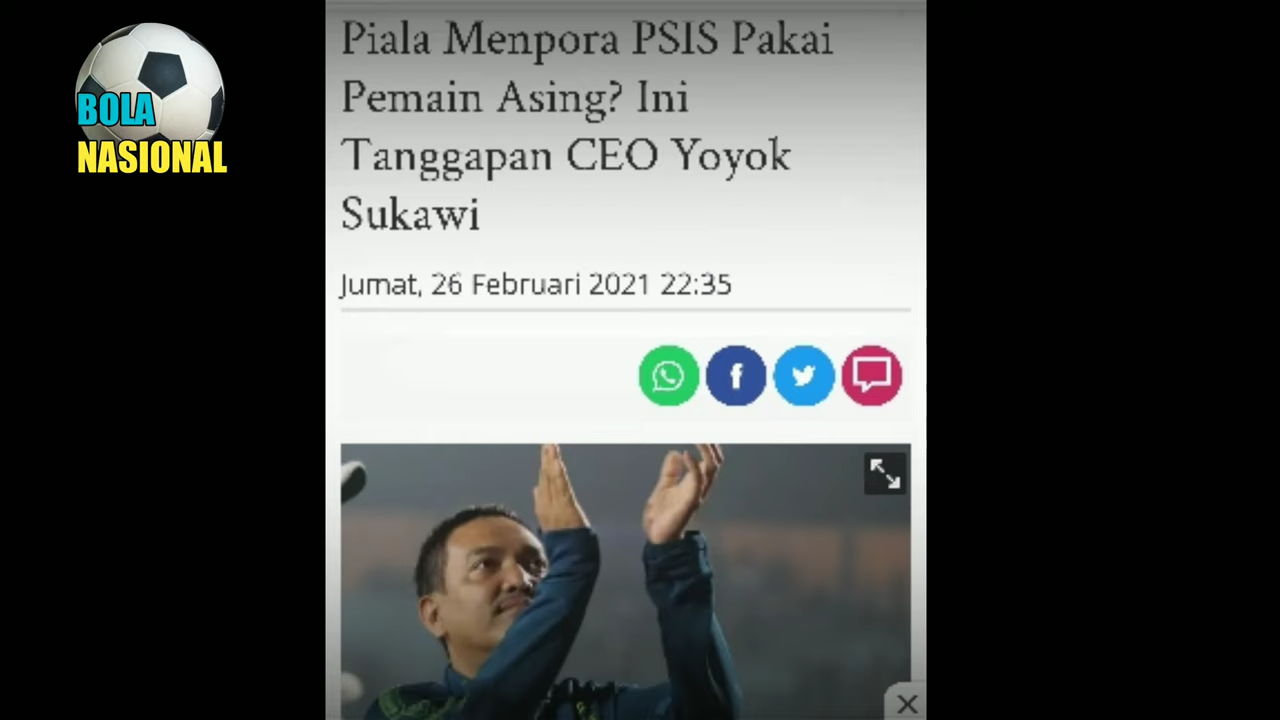 BOLA
NASIONAL
Piala Menpora PSIS Pakai
Pemain Asing? Ini
Tanggapan CEO Yoyok
Sukawi
Jumat, 26 Februari 2021 22:35